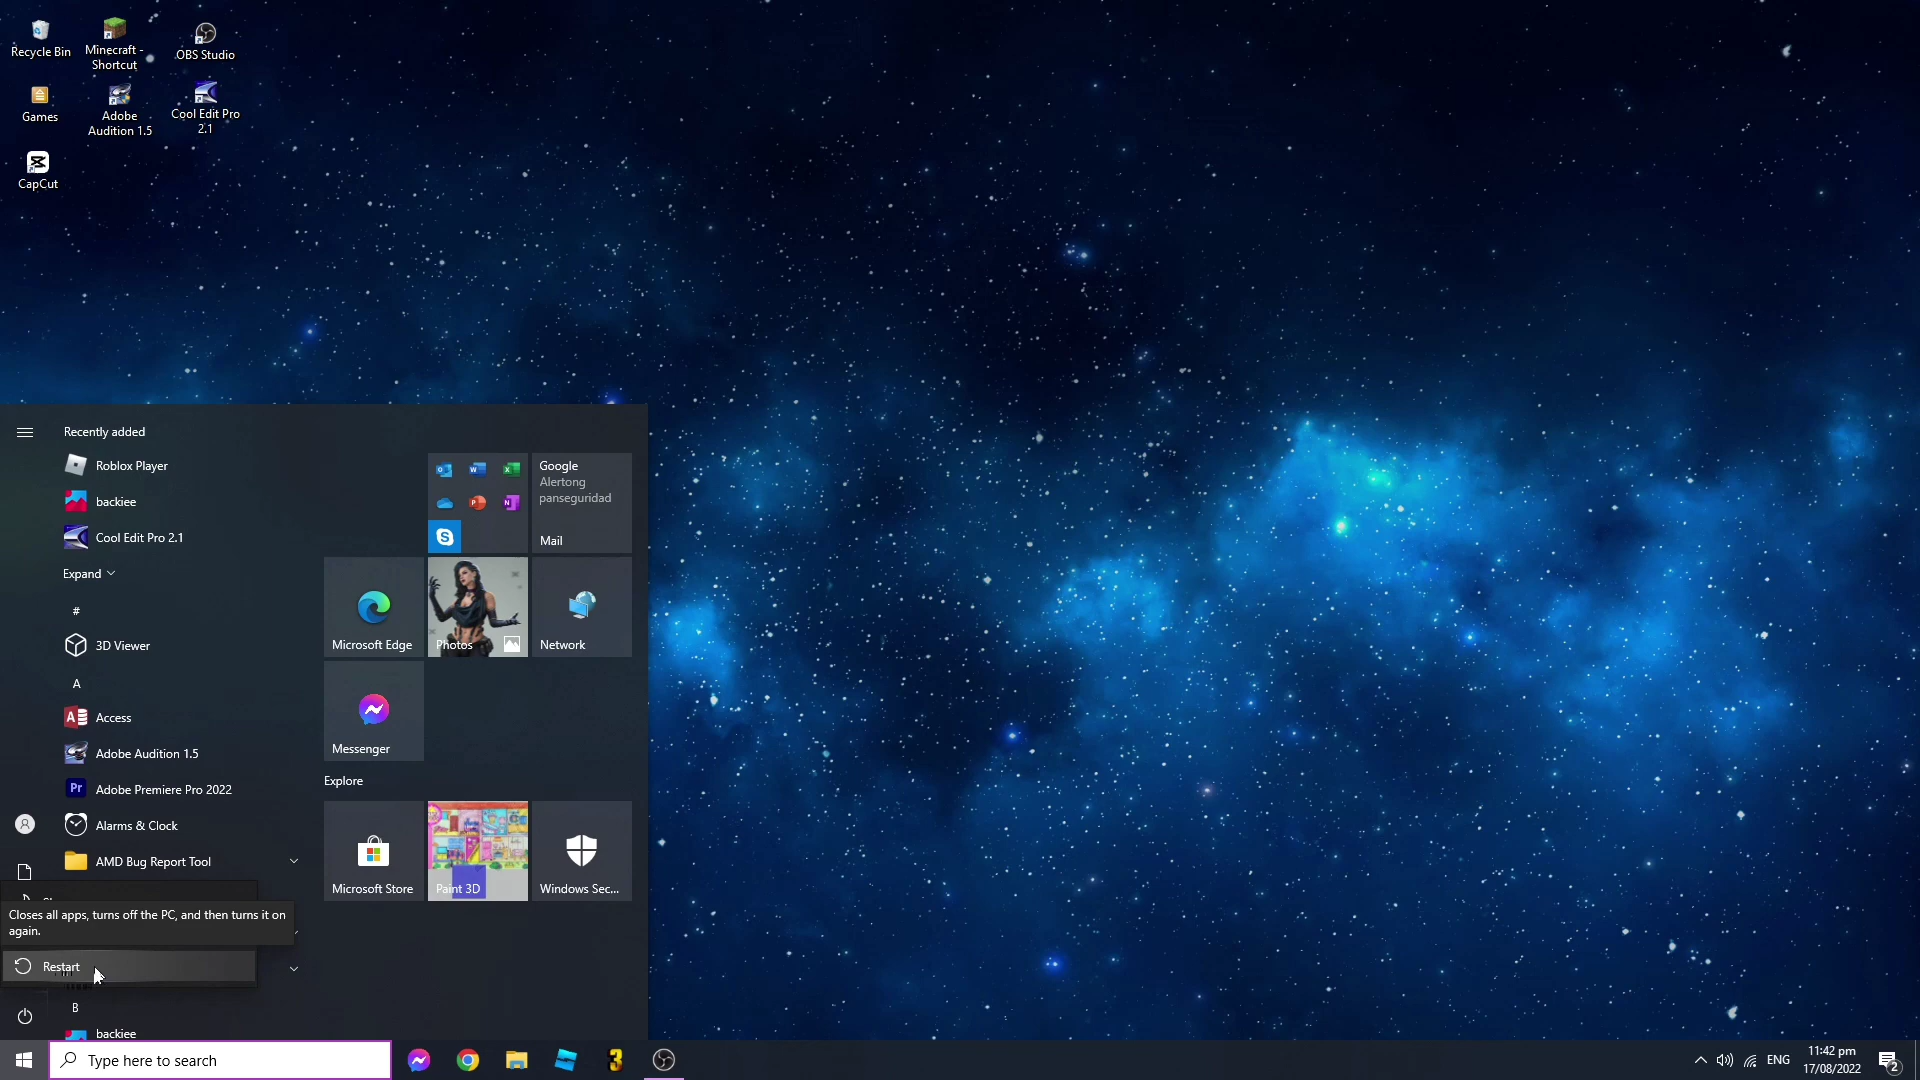 Recycle Bin
Minecraft -
Shortcut
OBS Studio
Games
Adobe
Audition 1.5
Cool Edit Pro
2.1
CapCut
Recently added
Roblox Player
backiee
Cool Edit Pro 2.1
Expand
#
3D Viewer
A
Access
Adobe Audition 1.5
Pr
Adobe Premiere Pro 2022
Alarms & Clock
AMD Bug Report Tool
Closes all apps, turns off the PC, and then turns it on
again.
Restart
B
backiee
Google
Alertong
panseguridad
Mail
Microsoft Edge
Photos
Network
Messenger
Explore
Microsoft Store
Paint 3D
Windows Sec...
Type here to search
3
ENG
11:42 pm
17/08/2022
2